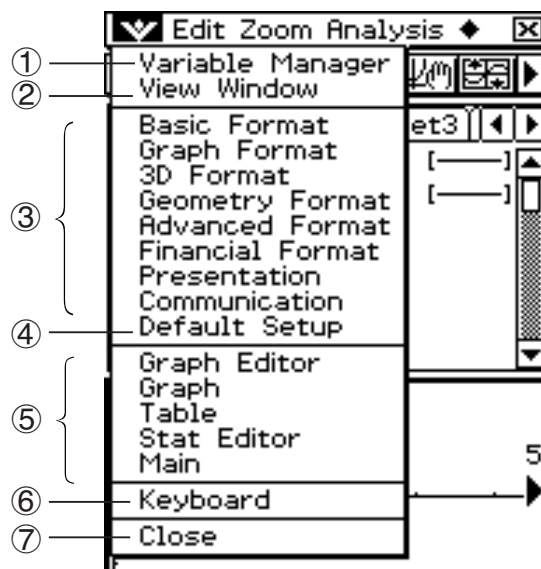 Edit Zoom Analysis ◆
① Variable Manager
② View Window
③
Basic Format
Graph Format
3D Format
Geometry Format
Advanced Format
Financial Format
Presentation
Communication
④ Default Setup
⑤
Graph Editor
Graph
Table
Stat Editor
Main
⑥ Keyboard
⑦ Close
et3
[—]
[—]
5